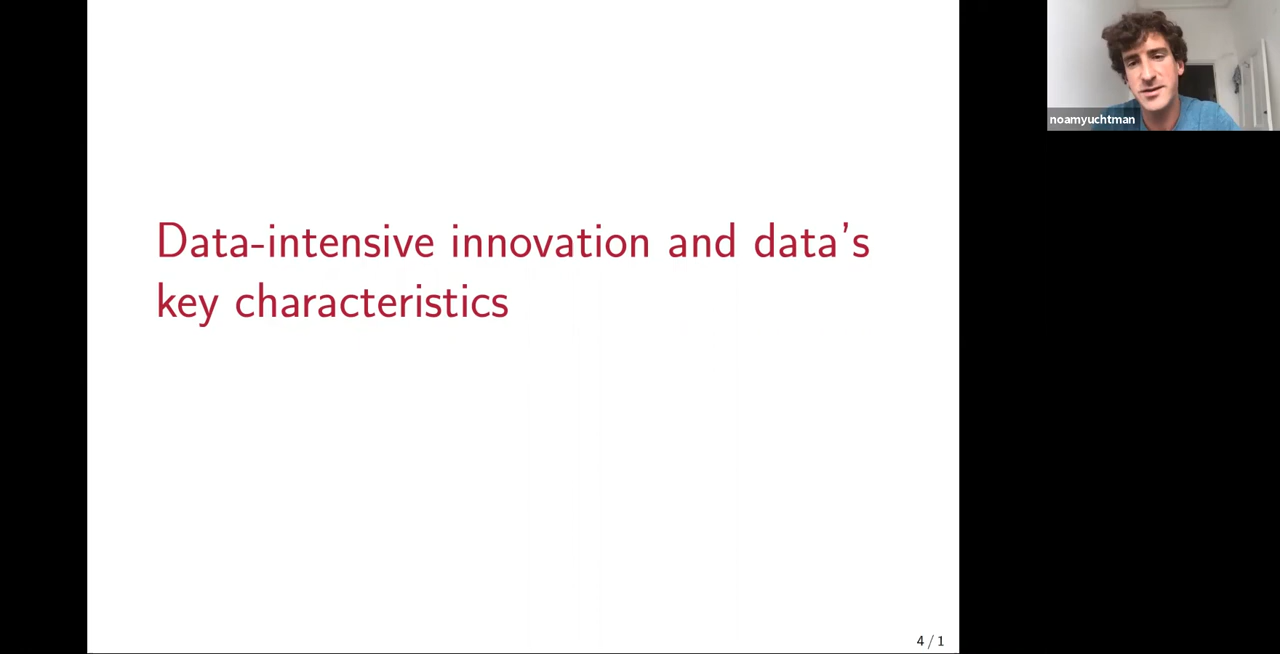 noamyuchtman
Data-intensive innovation and data's
key characteristics
4 / 1